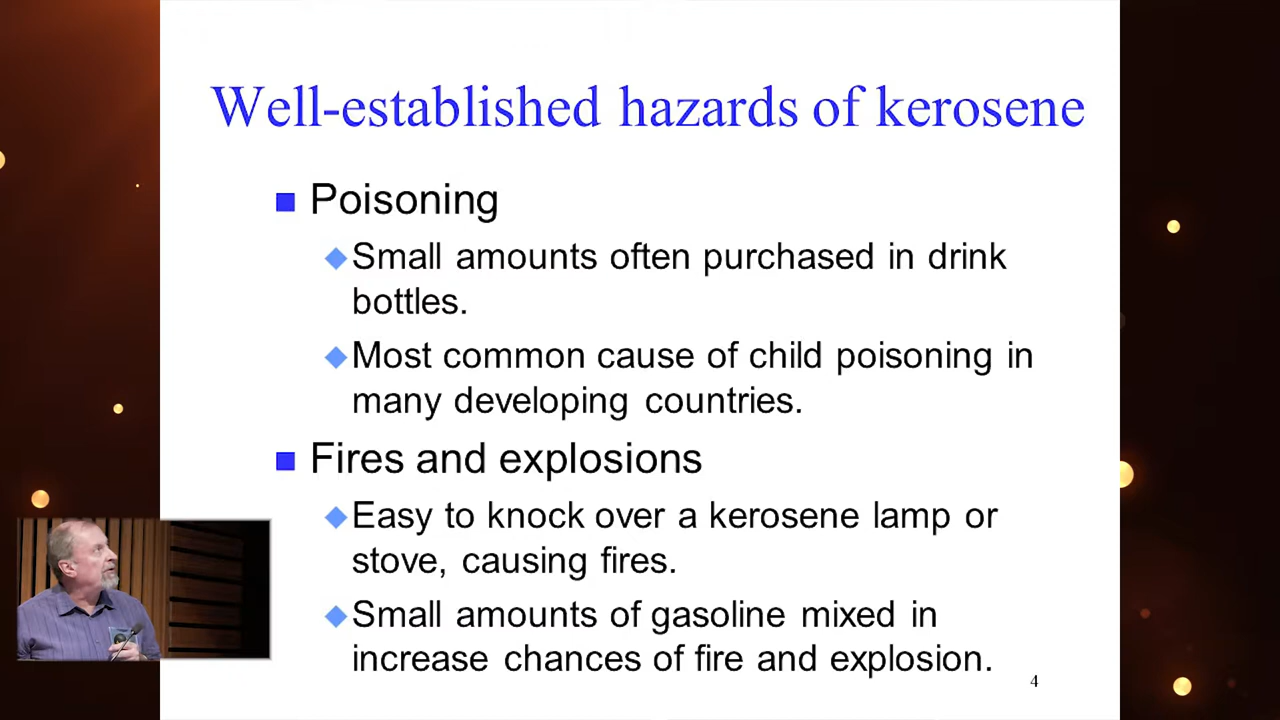 Well-established hazards of kerosene
Poisoning
Small amounts often purchased in drink
bottles.
Most common cause of child poisoning in
many developing countries.
Fires and explosions
Easy to knock over a kerosene lamp or
stove, causing fires.
Small amounts of gasoline mixed in
increase chances of fire and explosion.
4